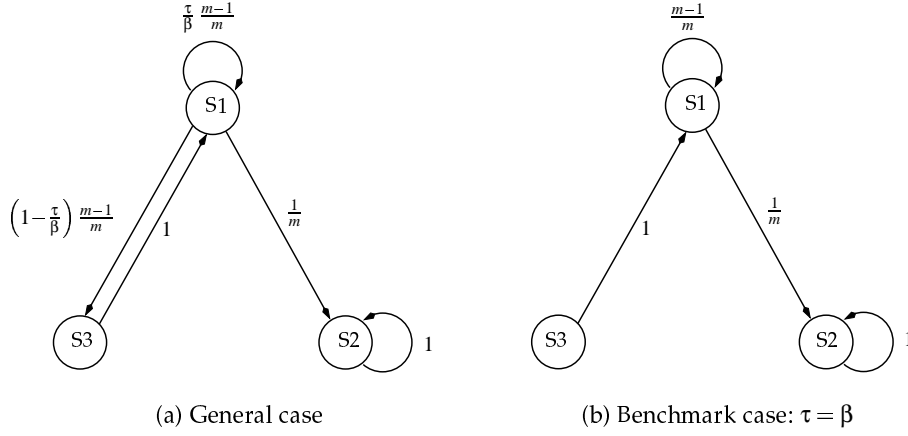 τ/β m−1/m
S1
(1−τ/β) m−1/m
1
1/m
S3
S2
1
(a) General case
m−1/m
S1
1
1/m
S3
S2
1
(b) Benchmark case: τ = β